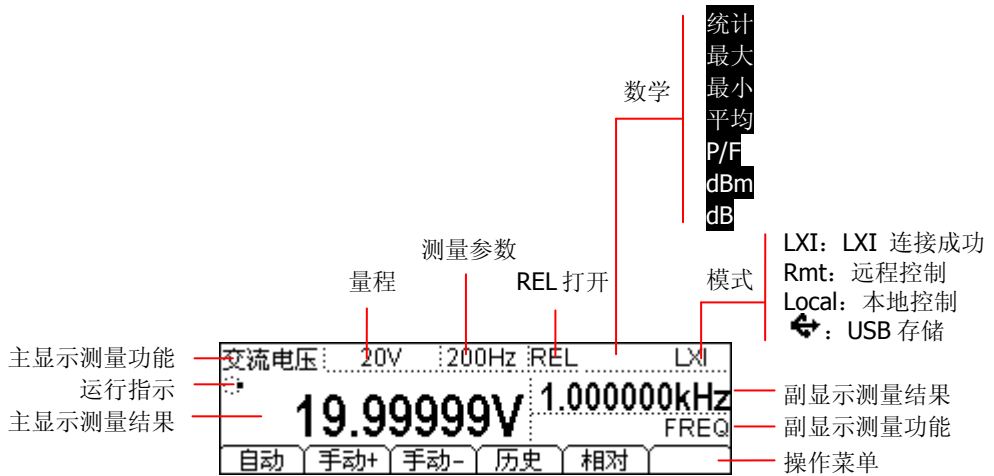 统计
最大
最小
平均
P/F
dBm
dB
数学
LXI：LXI 连接成功
Rmt：远程控制
Local：本地控制
：USB 存储
模式
测量参数
量程
REL 打开
主显示测量功能
运行指示
主显示测量结果
交流电压 20V 200Hz REL LXI
19.99999V
1.000000kHz
FREQ
自动 手动+ 手动- 历史 相对
副显示测量结果
副显示测量功能
操作菜单